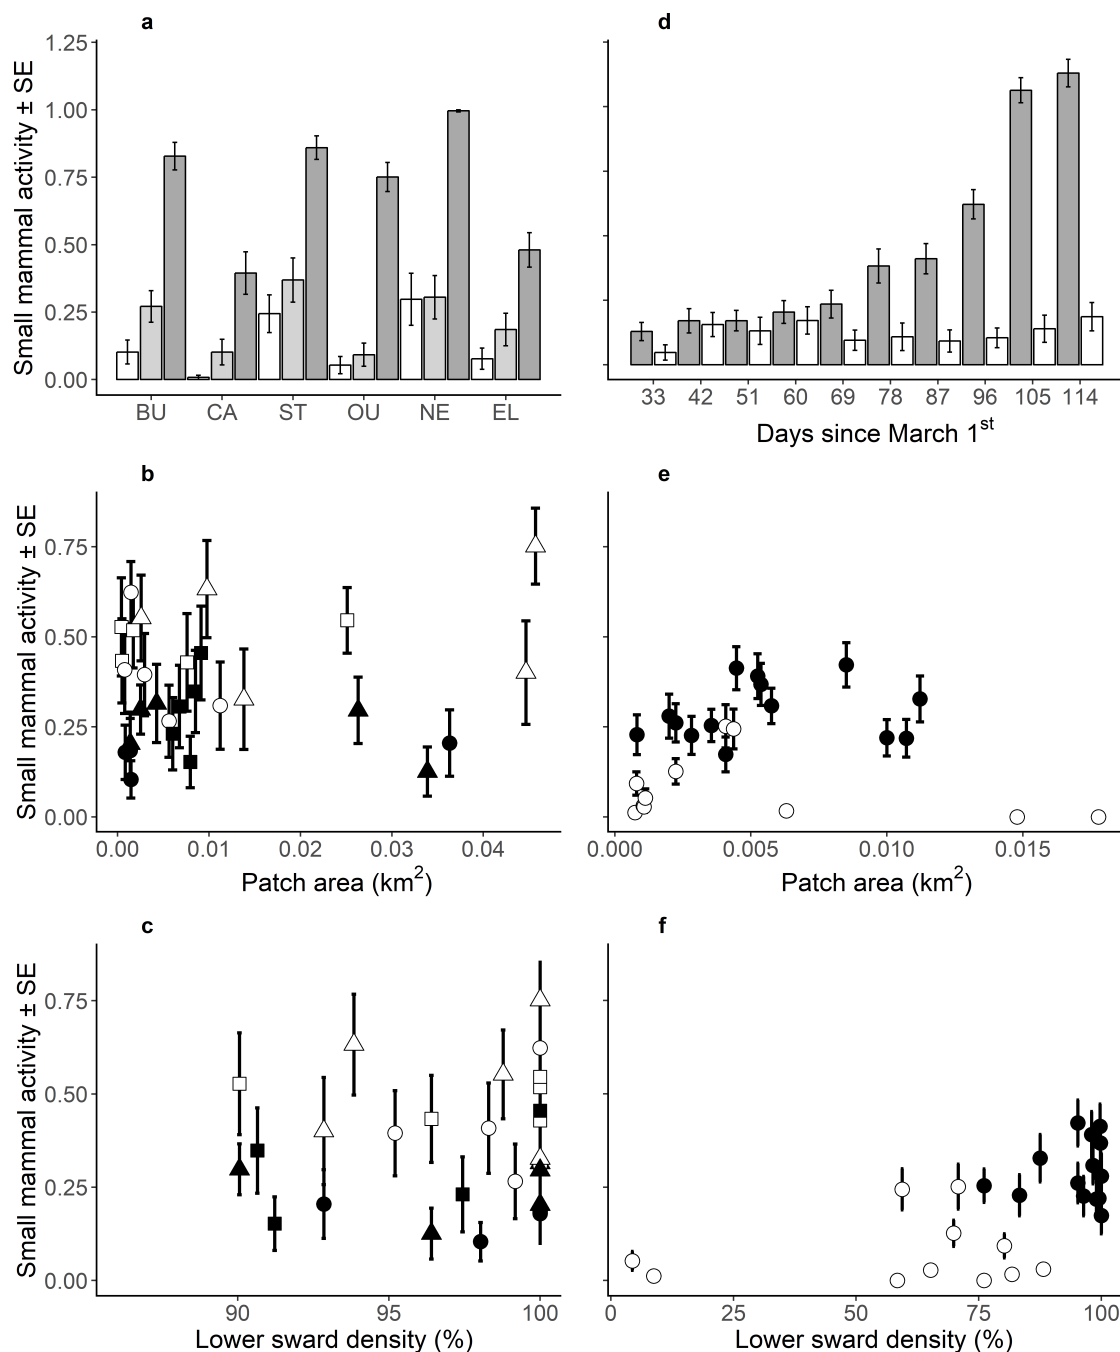 a
d
Small mammal activity ± SE
1.25
1.00
0.75
0.50
0.25
0.00
BU CA ST OU NE EL
33 42 51 60 69 78 87 96 105 114
Days since March 1st
b
e
Small mammal activity ± SE
0.75
0.50
0.25
0.00
0.00 0.01 0.02 0.03 0.04
Patch area (km2)
0.000 0.005 0.010 0.015
Patch area (km2)
c
f
Small mammal activity ± SE
0.75
0.50
0.25
0.00
90 95 100
Lower sward density (%)
0 25 50 75 100
Lower sward density (%)